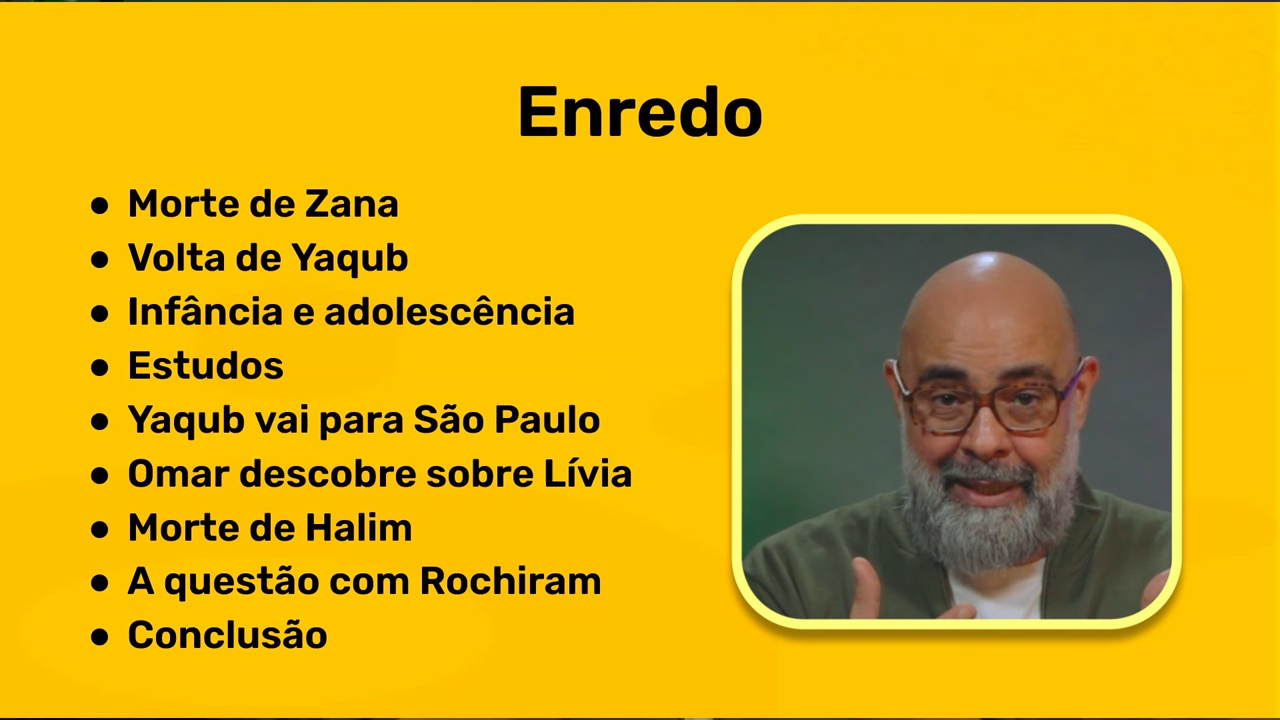 Enredo
● Morte de Zana
● Volta de Yaqub
● Infância e adolescência
● Estudos
● Yaqub vai para São Paulo
● Omar descobre sobre Lívia
● Morte de Halim
● A questão com Rochiram
● Conclusão